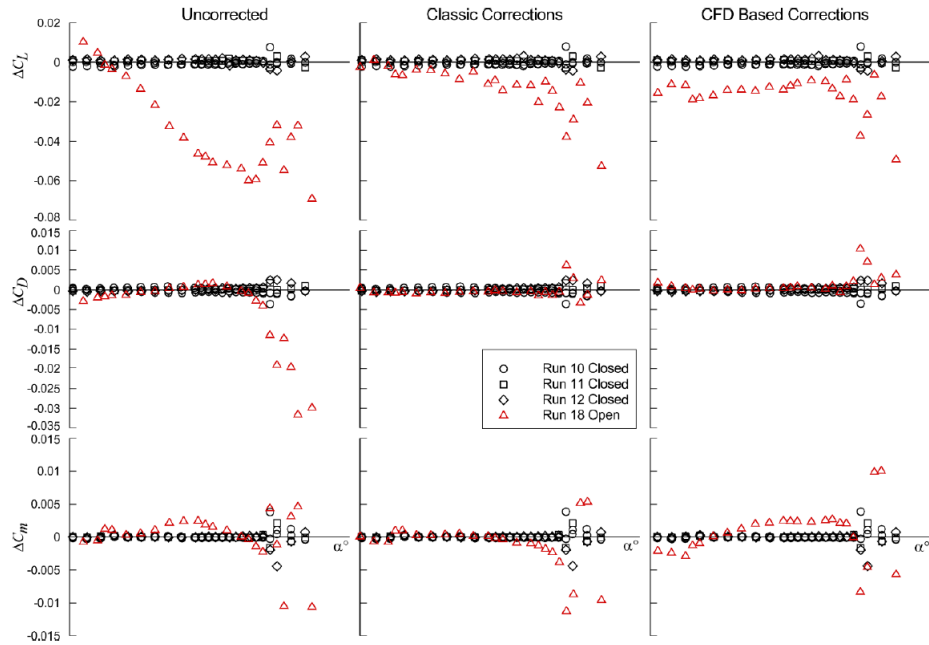 Uncorrected Classic Corrections CFD Based Corrections
0.02
0
-0.02
-0.04
-0.06
-0.08
ΔC_L
0.015
0.01
0.005
0
-0.005
-0.01
-0.015
-0.02
-0.025
-0.03
-0.035
ΔC_D
Run 10 Closed
Run 11 Closed
Run 12 Closed
Run 18 Open
0.015
0.01
0.005
0
-0.005
-0.01
-0.015
ΔC_m
α° α° α°